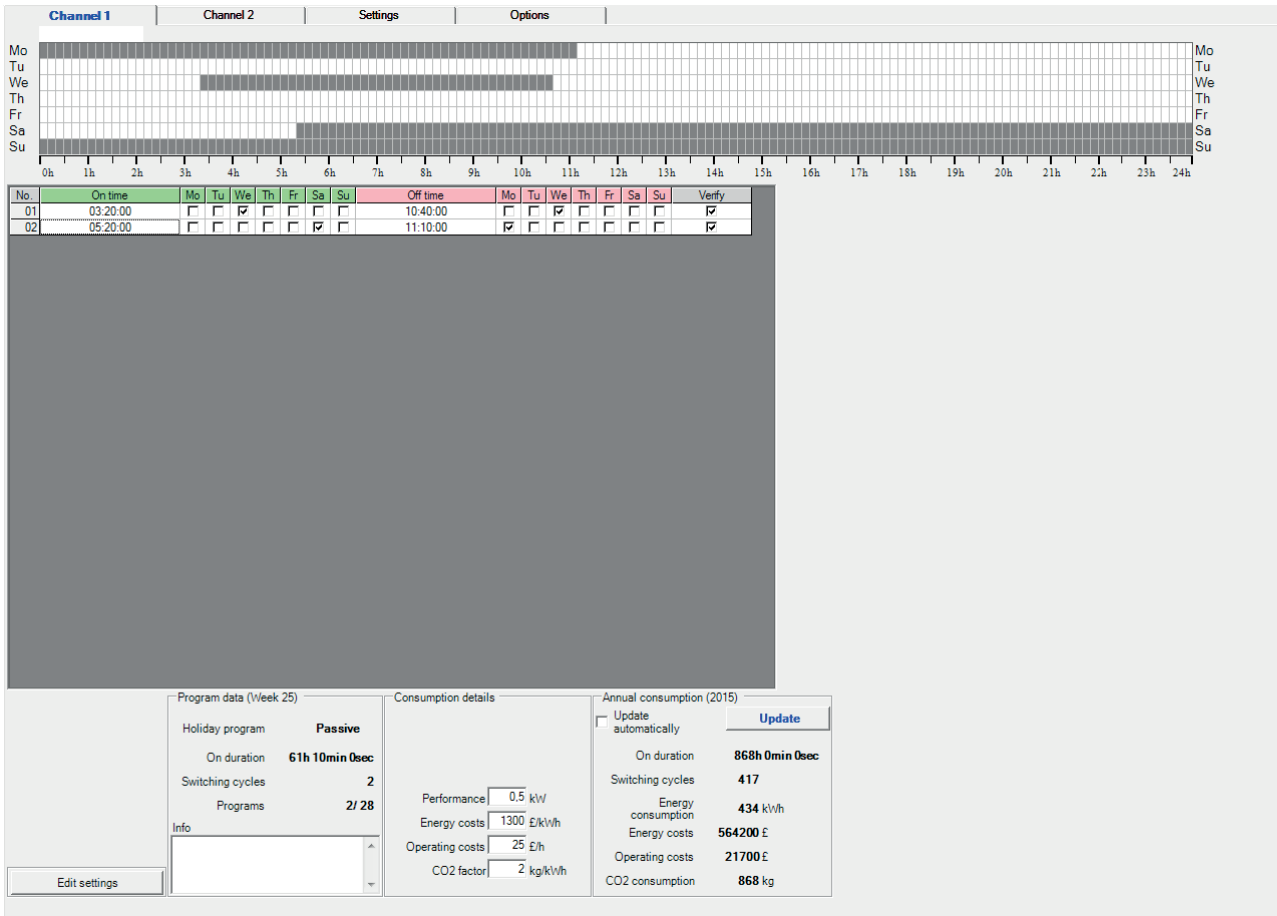 Channel 1 Channel 2 Settings Options
Mo Mo
Tu Tu
We We
Th Th
Fr Fr
Sa Sa
Su Su
0h 1h 2h 3h 4h 5h 6h 7h 8h 9h 10h 11h 12h 13h 14h 15h 16h 17h 18h 19h 20h 21h 22h 23h 24h
No. On time Mo Tu We Th Fr Sa Su Off time Mo Tu We Th Fr Sa Su Verify
01 03:20:00 10:40:00
02 05:20:00 11:10:00
Program data (Week 25)
Holiday program Passive
On duration 61h 10min 0sec
Switching cycles 2
Programs 2/ 28
Info
Edit settings
Consumption details
Performance 0,5 kW
Energy costs 1300 £/kWh
Operating costs 25 £/h
CO2 factor 2 kg/kWh
Annual consumption (2015)
Update
automatically
Update
On duration 868h 0min 0sec
Switching cycles 417
Energy
consumption 434 kWh
Energy costs 564200 £
Operating costs 21700 £
CO2 consumption 868 kg